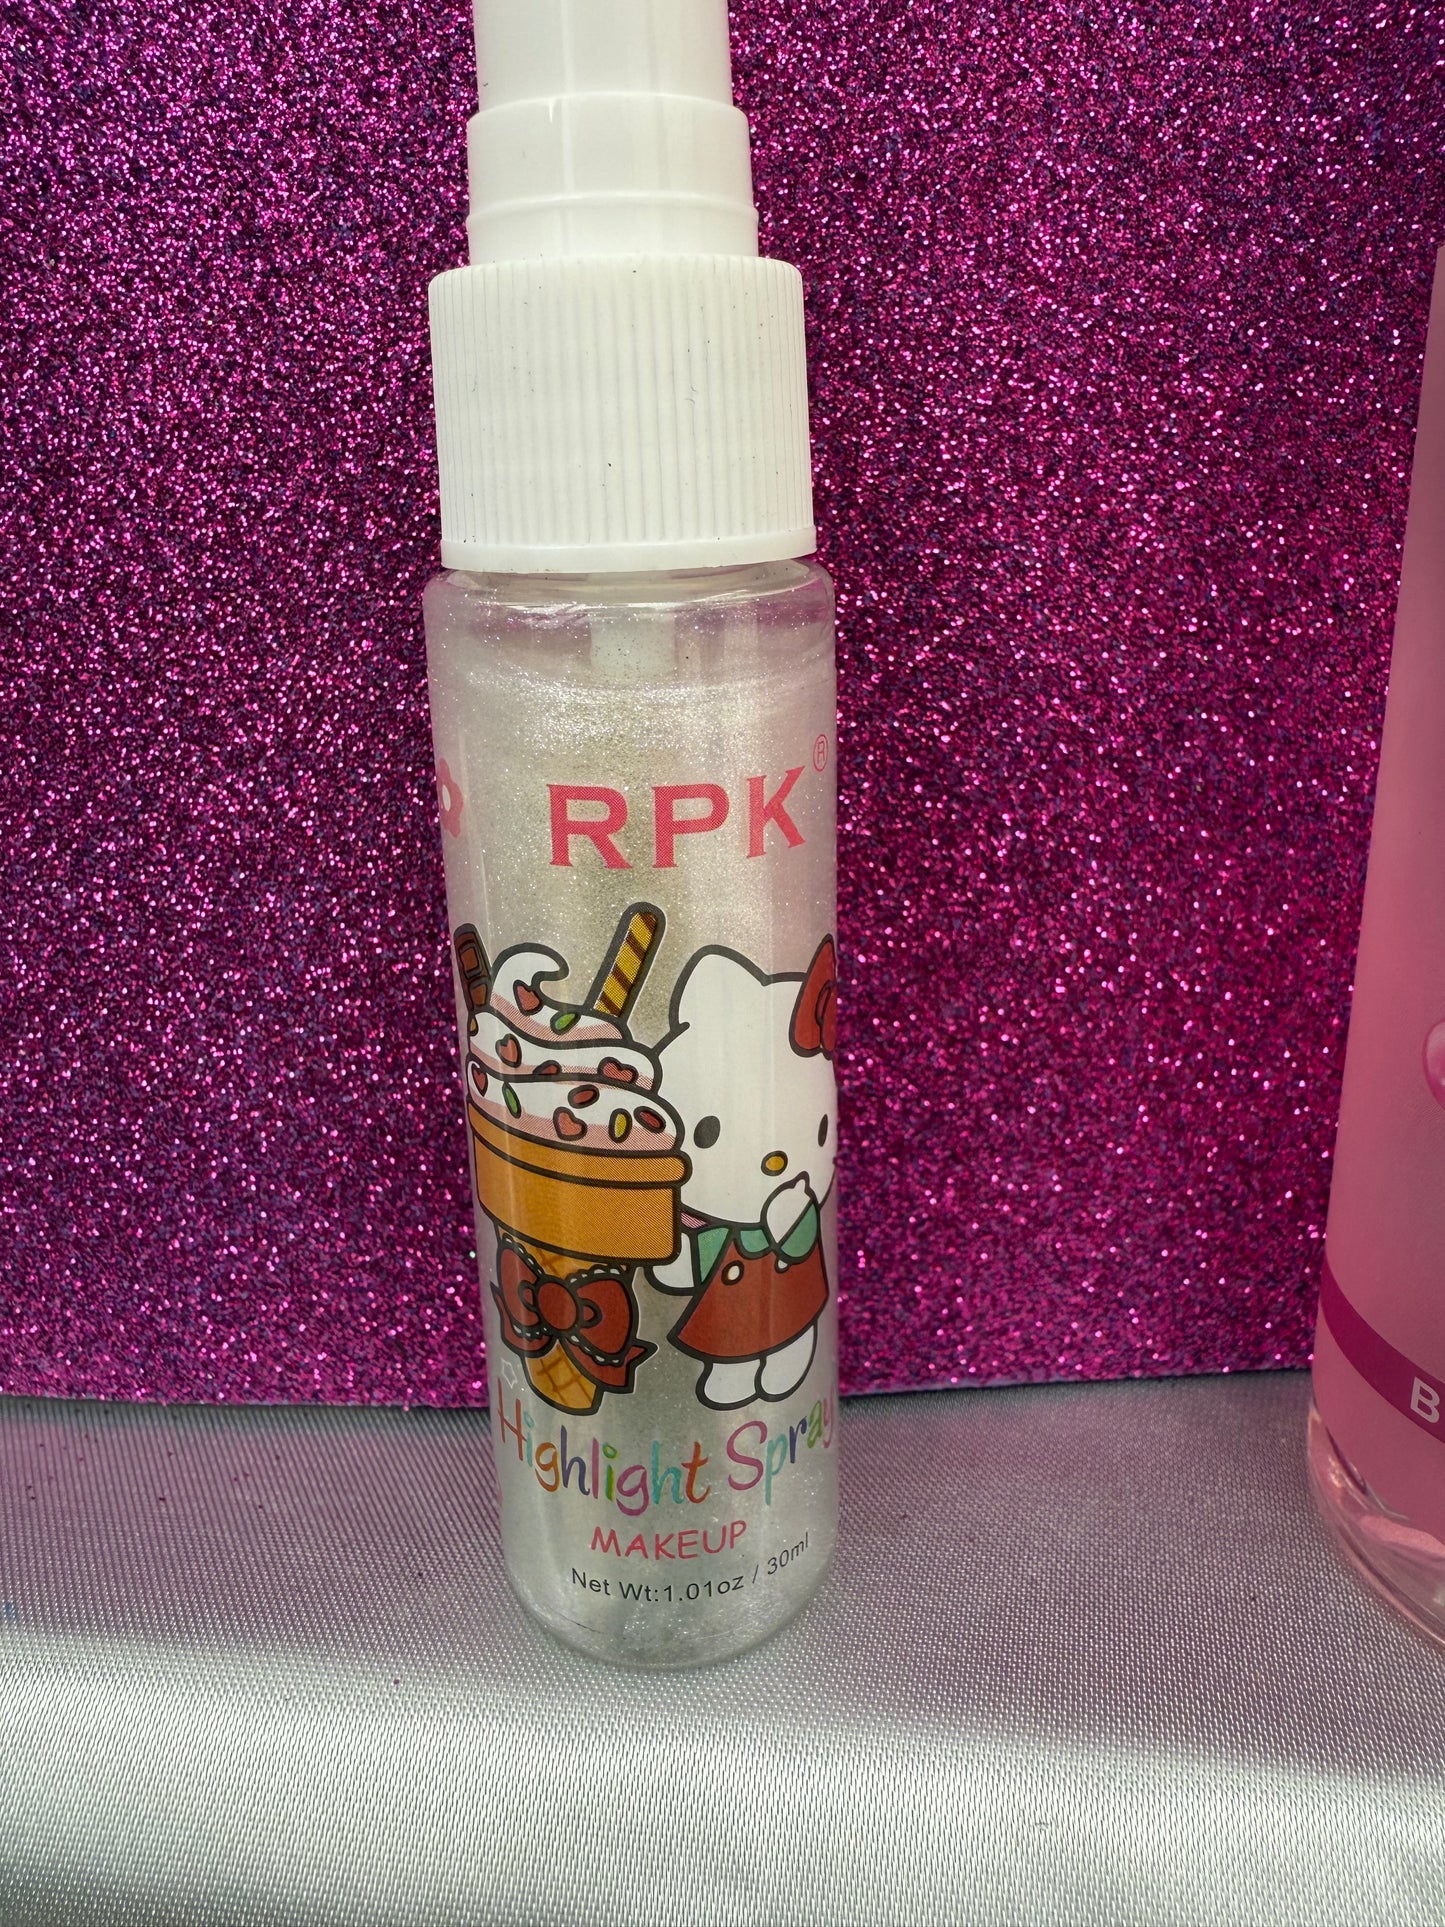 RPK®
Highlight Spray
MAKEUP
Net Wt:1.01oz / 30ml
B